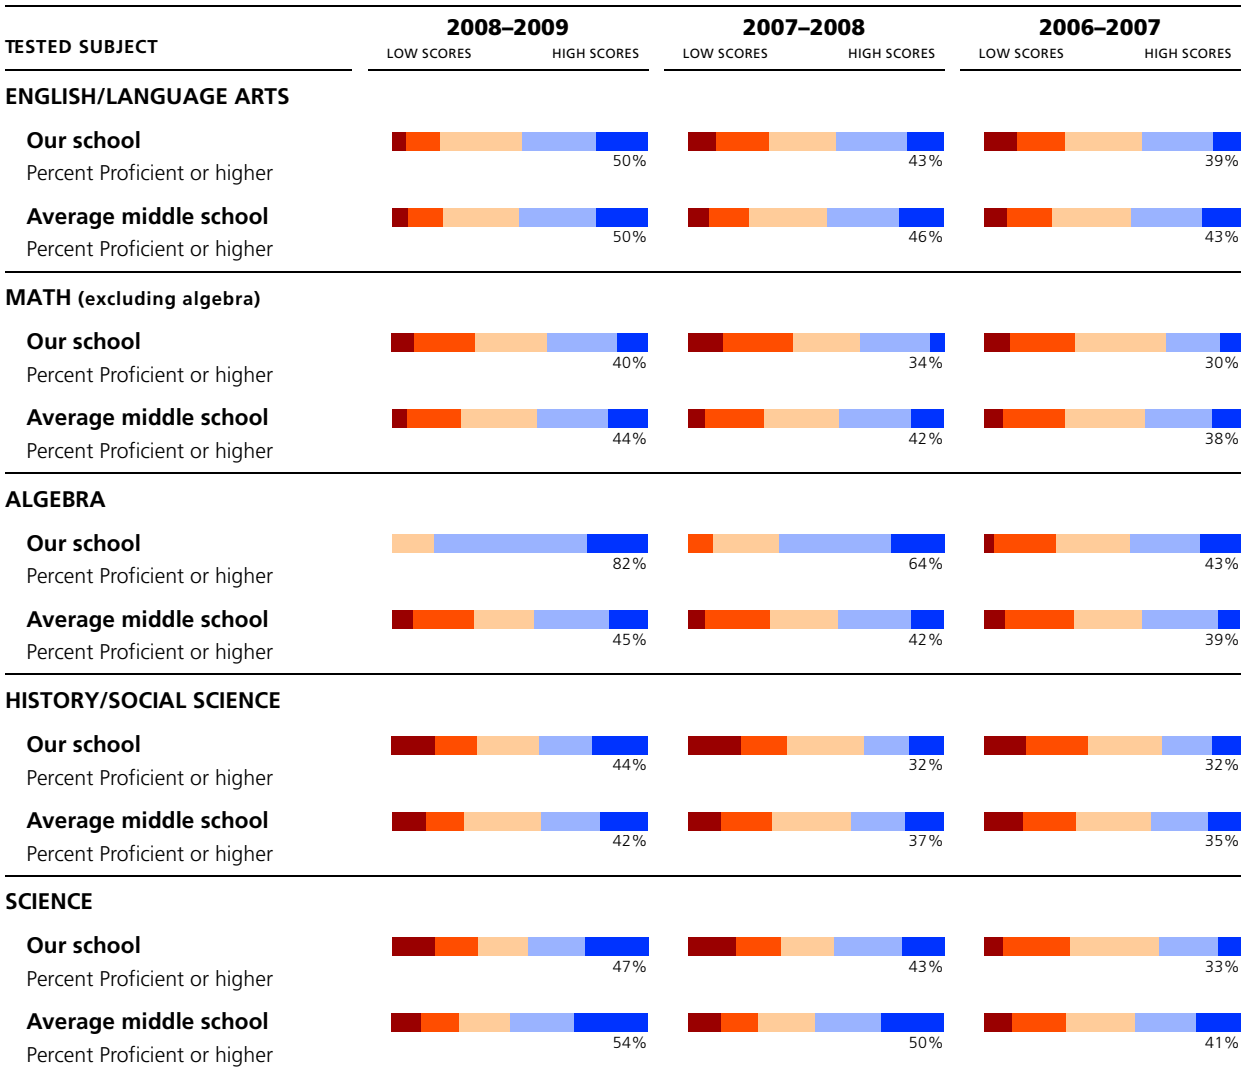 2008–2009 2007–2008 2006–2007
TESTED SUBJECT LOW SCORES HIGH SCORES LOW SCORES HIGH SCORES LOW SCORES HIGH SCORES
ENGLISH/LANGUAGE ARTS
Our school
50% 43% 39%
Percent Proficient or higher
Average middle school
50% 46% 43%
Percent Proficient or higher
MATH (excluding algebra)
Our school
40% 34% 30%
Percent Proficient or higher
Average middle school
44% 42% 38%
Percent Proficient or higher
ALGEBRA
Our school
82% 64% 43%
Percent Proficient or higher
Average middle school
45% 42% 39%
Percent Proficient or higher
HISTORY/SOCIAL SCIENCE
Our school
44% 32% 32%
Percent Proficient or higher
Average middle school
42% 37% 35%
Percent Proficient or higher
SCIENCE
Our school
47% 43% 33%
Percent Proficient or higher
Average middle school
54% 50% 41%
Percent Proficient or higher